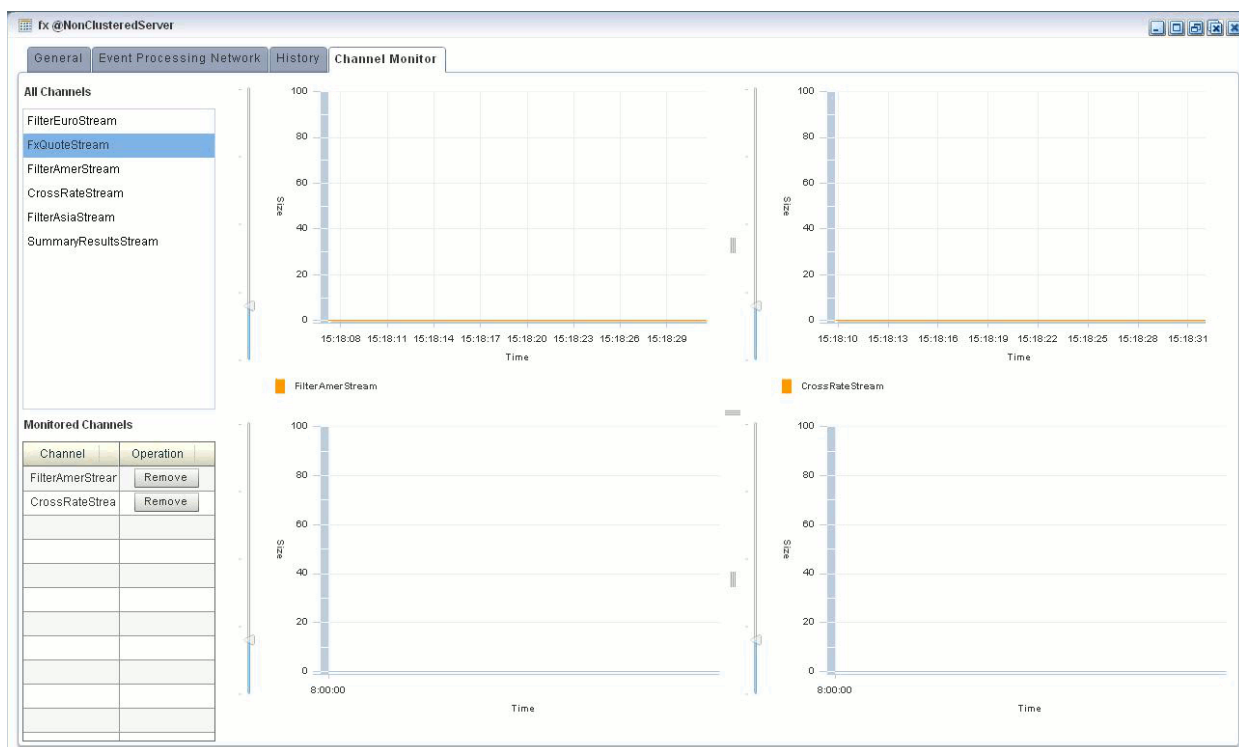 fx @NonClusteredServer
General Event Processing Network History Channel Monitor
All Channels
FilterEuroStream
FxQuoteStream
FilterAmerStream
CrossRateStream
FilterAsiaStream
SummaryResultsStream
Monitored Channels
Channel Operation
FilterAmerStrear Remove
CrossRateStrea Remove
100
80
60
40
20
0
Size
15:18:08 15:18:11 15:18:14 15:18:17 15:18:20 15:18:23 15:18:26 15:18:29
Time
FilterAmerStream
100
80
60
40
20
0
Size
15:18:10 15:18:13 15:18:16 15:18:19 15:18:22 15:18:25 15:18:28 15:18:31
Time
CrossRateStream
100
80
60
40
20
0
Size
8:00:00
Time
100
80
60
40
20
0
Size
8:00:00
Time